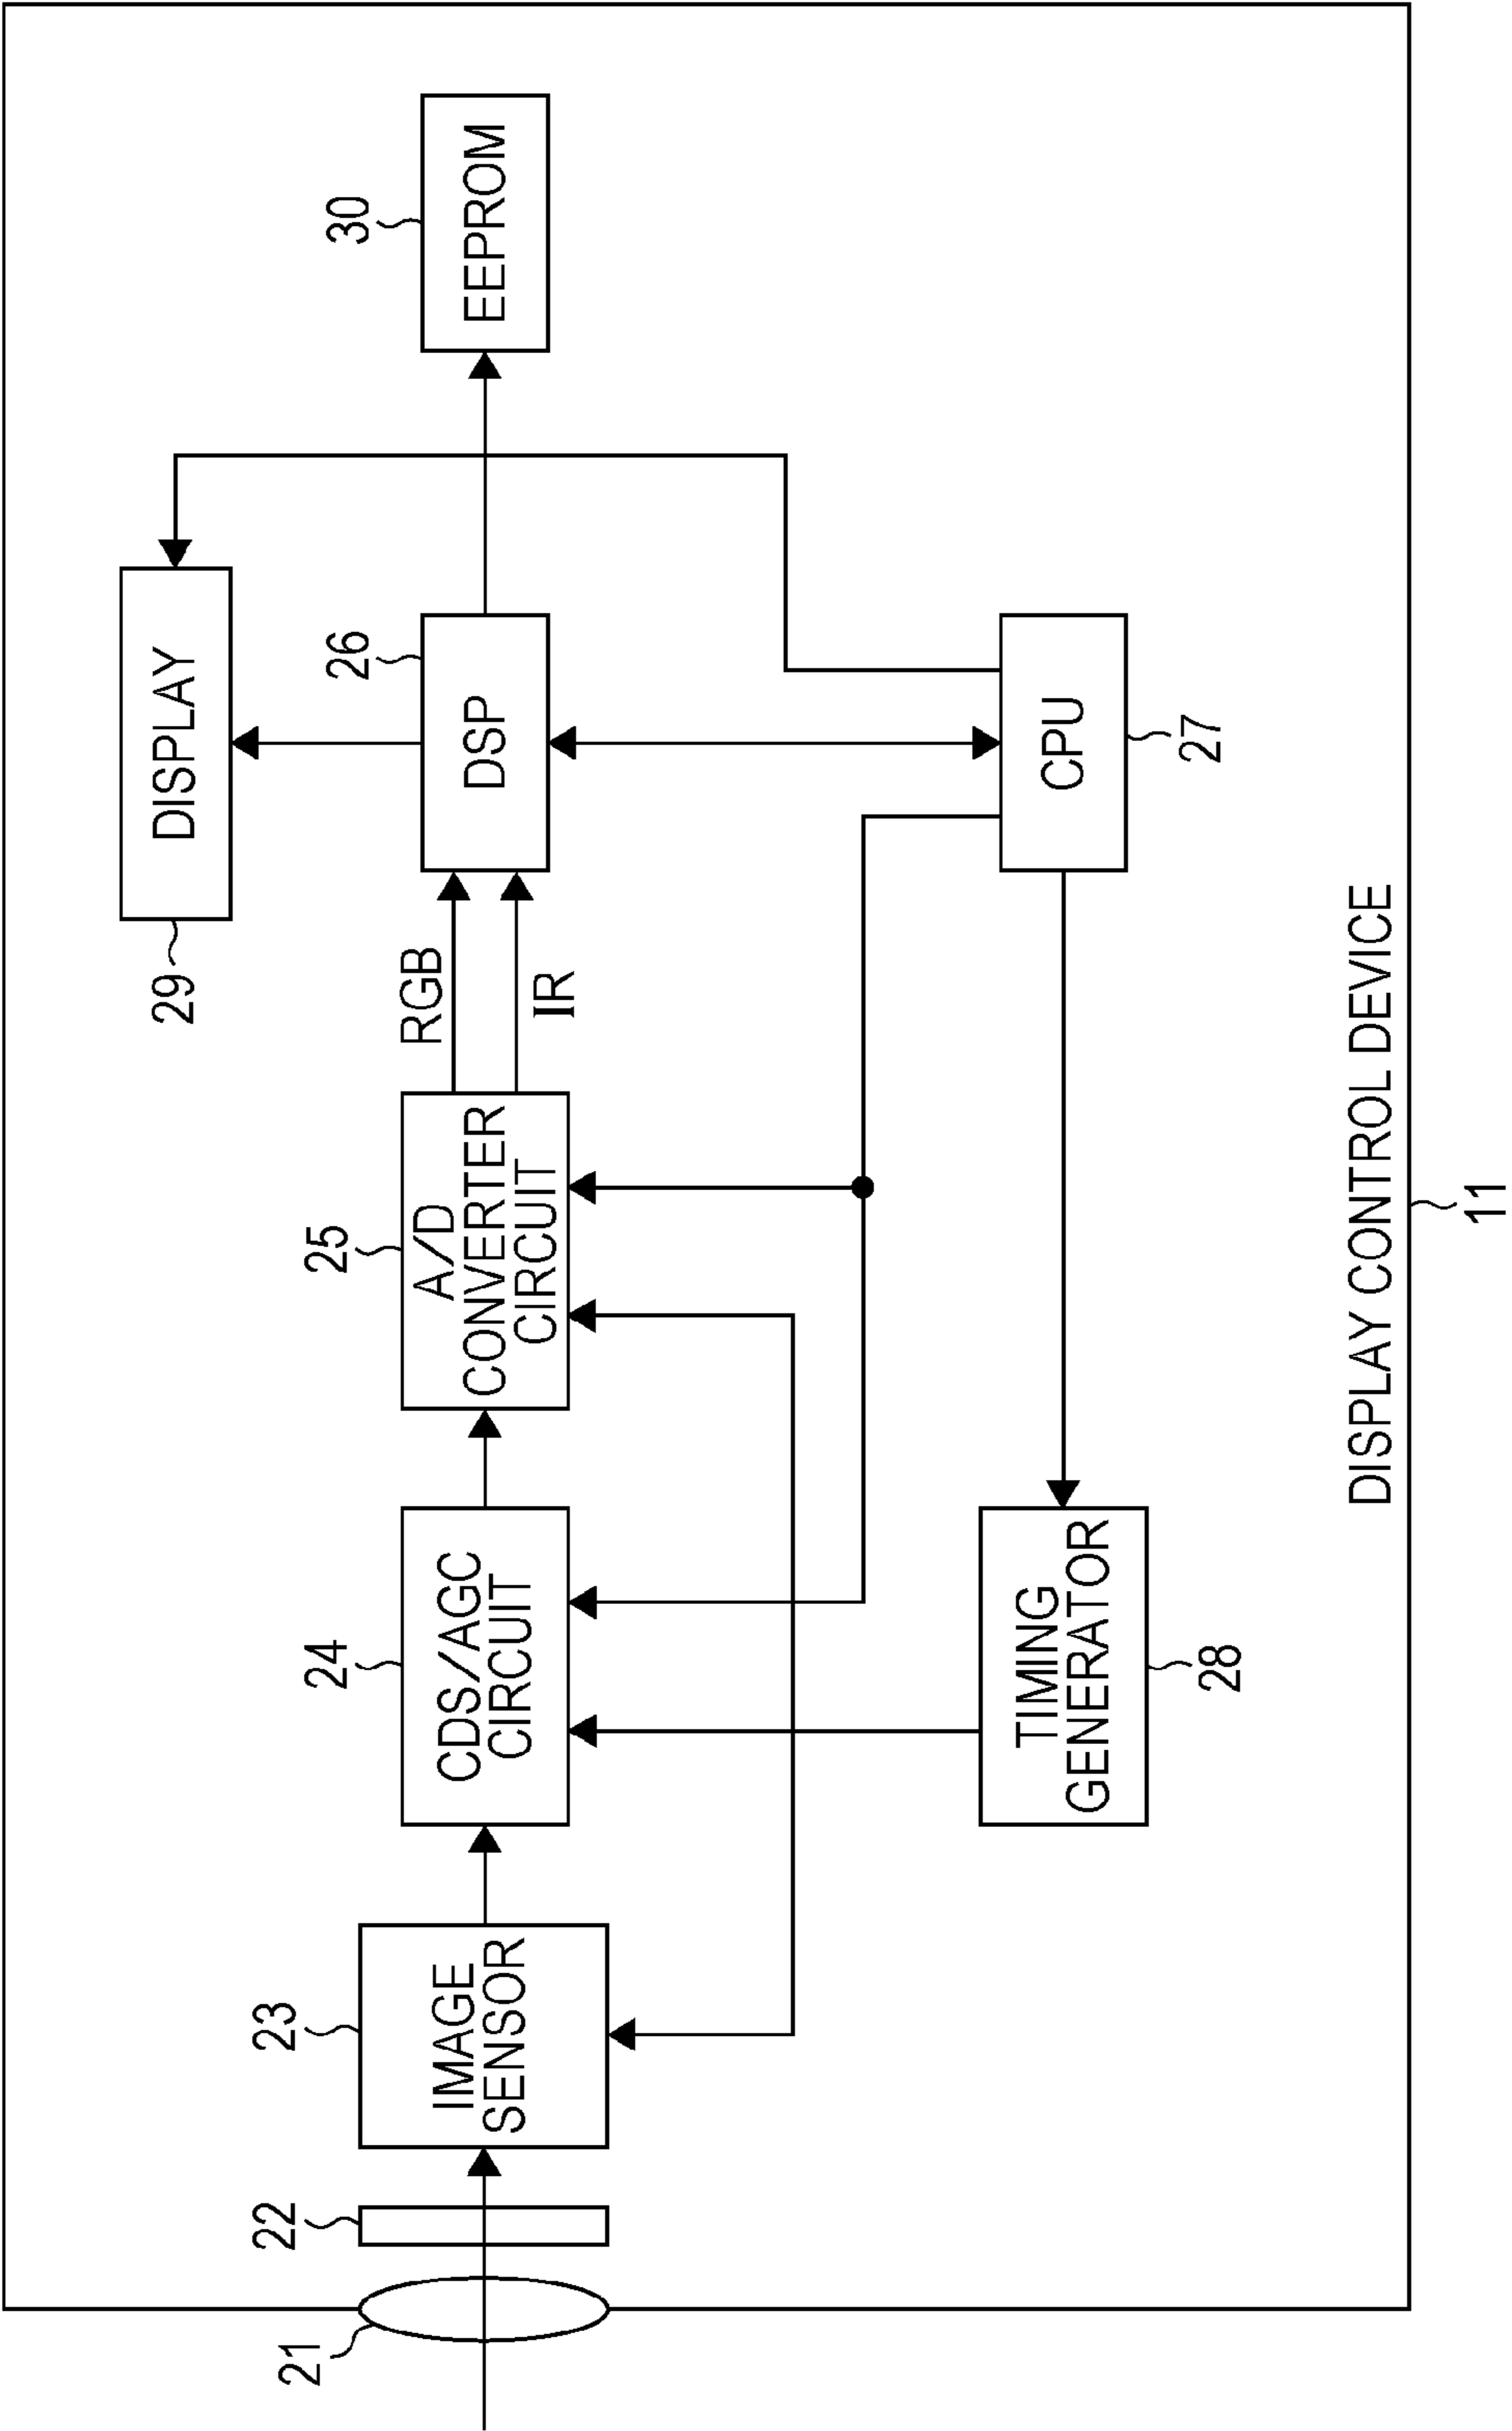 DISPLAY CONTROL DEVICE
11
21
22
23
IMAGE
SENSOR
24
CDS/AGC
CIRCUIT
25
A/D
CONVERTER
CIRCUIT
RGB
IR
26
DSP
29
DISPLAY
30
EEPROM
TIMING
GENERATOR
28
CPU
27